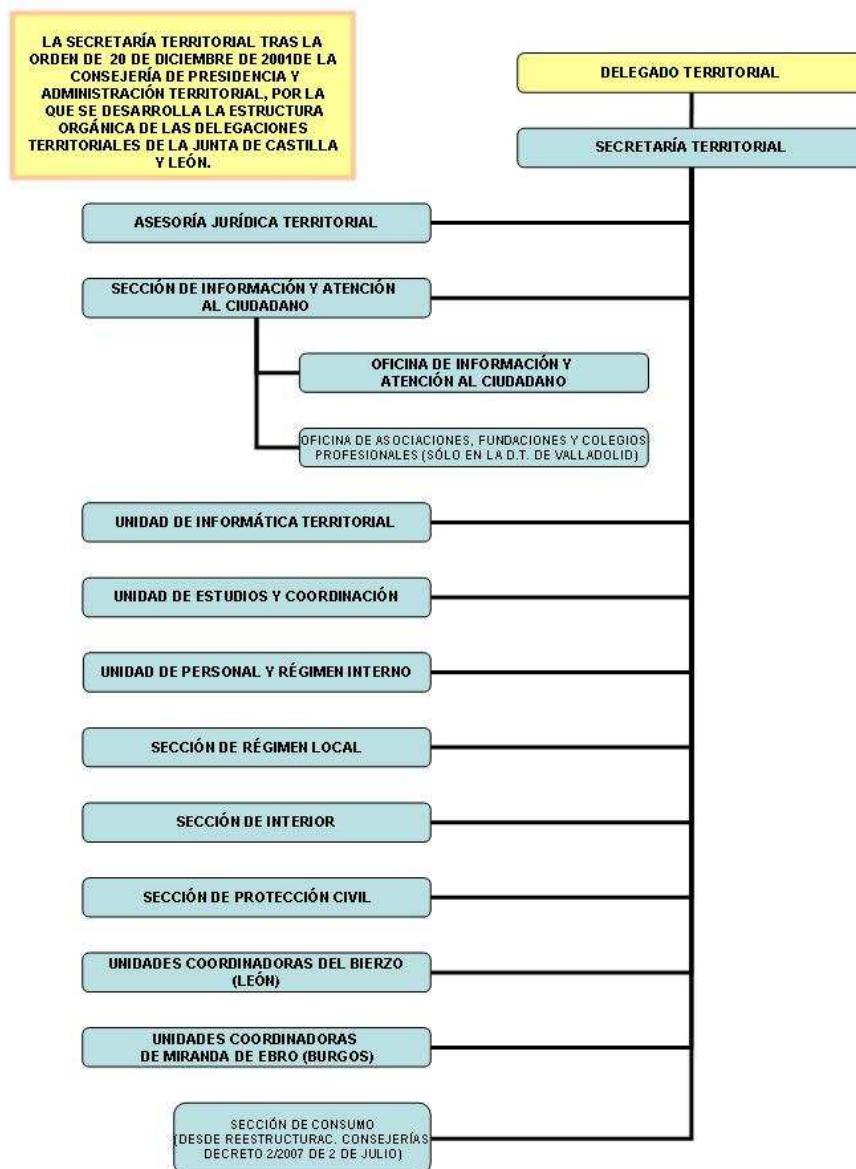 LA SECRETARÍA TERRITORIAL TRAS LA
ORDEN DE 20 DE DICIEMBRE DE 2001DE LA
CONSEJERÍA DE PRESIDENCIA Y
ADMINISTRACIÓN TERRITORIAL, POR LA
QUE SE DESARROLLA LA ESTRUCTURA
ORGÁNICA DE LAS DELEGACIONES
TERRITORIALES DE LA JUNTA DE CASTILLA
Y LEÓN.
DELEGADO TERRITORIAL
SECRETARÍA TERRITORIAL
ASESORÍA JURÍDICA TERRITORIAL
SECCIÓN DE INFORMACIÓN Y ATENCIÓN
AL CIUDADANO
OFICINA DE INFORMACIÓN Y
ATENCIÓN AL CIUDADANO
OFICINA DE ASOCIACIONES, FUNDACIONES Y COLEGIOS
PROFESIONALES (SÓLO EN LA D.T. DE VALLADOLID)
UNIDAD DE INFORMÁTICA TERRITORIAL
UNIDAD DE ESTUDIOS Y COORDINACIÓN
UNIDAD DE PERSONAL Y RÉGIMEN INTERNO
SECCIÓN DE RÉGIMEN LOCAL
SECCIÓN DE INTERIOR
SECCIÓN DE PROTECCIÓN CIVIL
UNIDADES COORDINADORAS DEL BIERZO
(LEÓN)
UNIDADES COORDINADORAS
DE MIRANDA DE EBRO (BURGOS)
SECCIÓN DE CONSUMO
(DESDE REESTRUCTURAC. CONSEJERÍAS
DECRETO 2/2007 DE 2 DE JULIO)